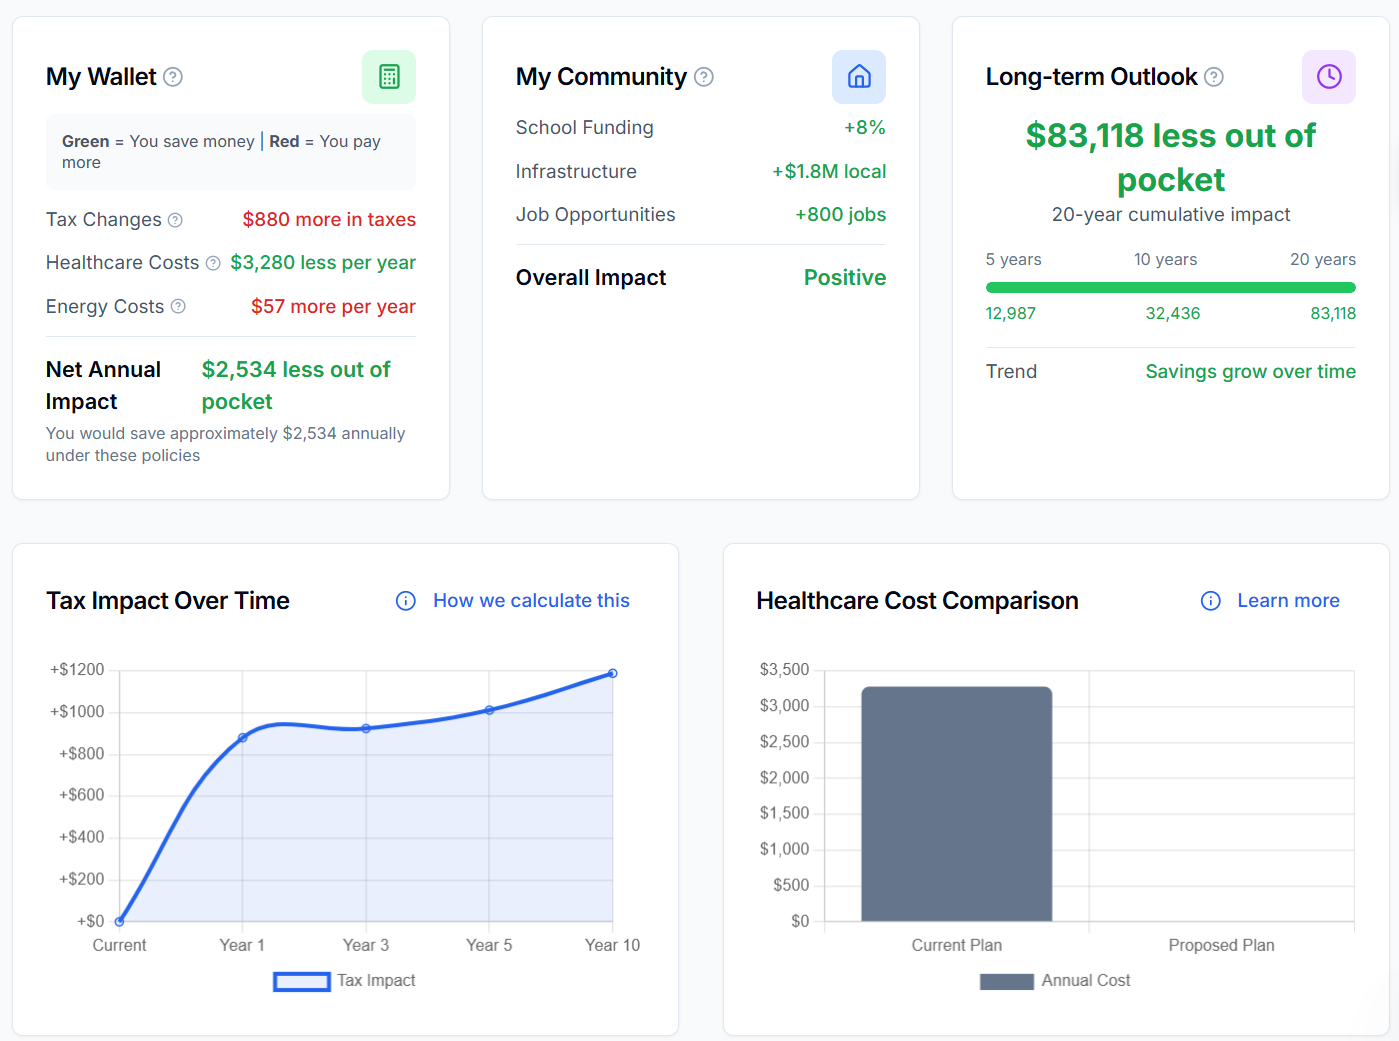 My Wallet
Green = You save money | Red = You pay
more
Tax Changes $880 more in taxes
Healthcare Costs $3,280 less per year
Energy Costs $57 more per year
Net Annual
Impact
$2,534 less out of
pocket
You would save approximately $2,534 annually
under these policies
My Community
School Funding +8%
Infrastructure +$1.8M local
Job Opportunities +800 jobs
Overall Impact Positive
Long-term Outlook
$83,118 less out of
pocket
20-year cumulative impact
5 years 10 years 20 years
12,987 32,436 83,118
Trend Savings grow over time
Tax Impact Over Time How we calculate this
+$1200
+$1000
+$800
+$600
+$400
+$200
+$0
Current Year 1 Year 3 Year 5 Year 10
Tax Impact
Healthcare Cost Comparison Learn more
$3,500
$3,000
$2,500
$2,000
$1,500
$1,000
$500
$0
Current Plan Proposed Plan
Annual Cost